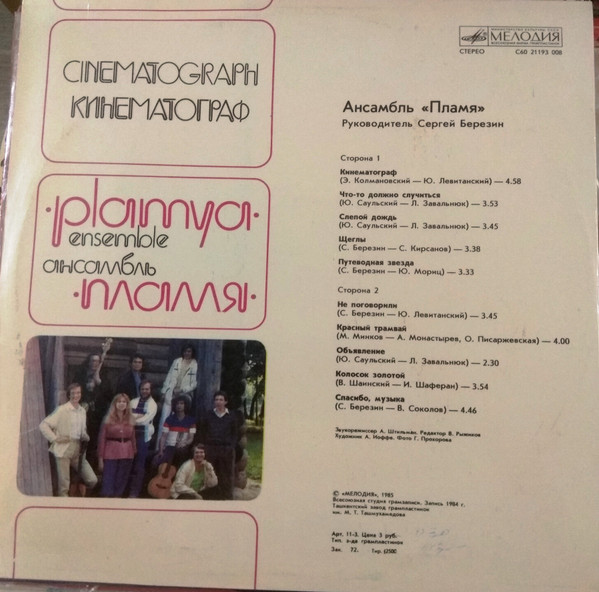 CINEMATOGRAPH
КИНЕМАТОГРАФ
·plamya·
ensemble
ансамбль
·пламя·
МЕЛОДИЯ
СТЕРЕО
С60 21193 008
Ансамбль «Пламя»
Руководитель Сергей Березин
Сторона 1
Кинематограф
(Э. Колмановский — Ю. Левитанский) — 4.58
Что-то должно случиться
(Ю. Саульский — Л. Завальнюк) — 3.53
Слепой дождь
(Ю. Саульский — Л. Завальнюк) — 3.45
Щеглы
(С. Березин — С. Кирсанов) — 3.38
Путеводная звезда
(С. Березин — Ю. Мориц) — 3.33
Сторона 2
Не поговорили
(С. Березин — Ю. Левитанский) — 3.45
Красный трамвай
(М. Минков — А. Монастырев, О. Писаржевская) — 4.00
Объявление
(Ю. Саульский — Л. Завальнюк) — 2.30
Колосок золотой
(В. Шаинский — И. Шаферан) — 3.54
Спасибо, музыка
(С. Березин — В. Соколов) — 4.46
Звукорежиссер А. Штильман. Редактор В. Рыжиков
Художник А. Иоффе. Фото Г. Прохорова
© «МЕЛОДИЯ», 1985
Всесоюзная студия грамзаписи. Запись 1984 г.
Ташкентский завод грампластинок
им. М. Т. Ташмухамедова
Арт. 11-3. Цена 3 руб.
Тип. з-да грампластинок
Зак. 72. Тир. 62500